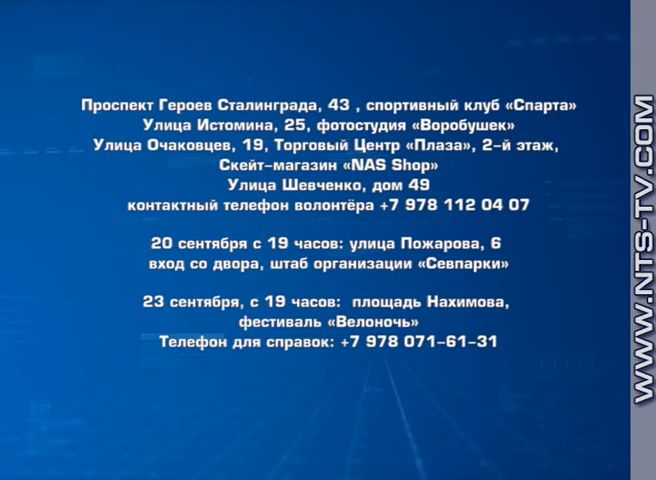 Проспект Героев Сталинграда, 43 , спортивный клуб «Спарта»
Улица Истомина, 25, фотостудия «Воробушек»
Улица Очаковцев, 19, Торговый Центр «Плаза», 2-й этаж,
Скейт-магазин «NAS Shop»
Улица Шевченко, дом 49
контактный телефон волонтёра +7 978 112 04 07
20 сентября с 19 часов: улица Пожарова, 6
вход со двора, штаб организации «Севпарки»
23 сентября, с 19 часов: площадь Нахимова,
фестиваль «Велоночь»
Телефон для справок: +7 978 071-61-31
WWW.NTS-TV.COM